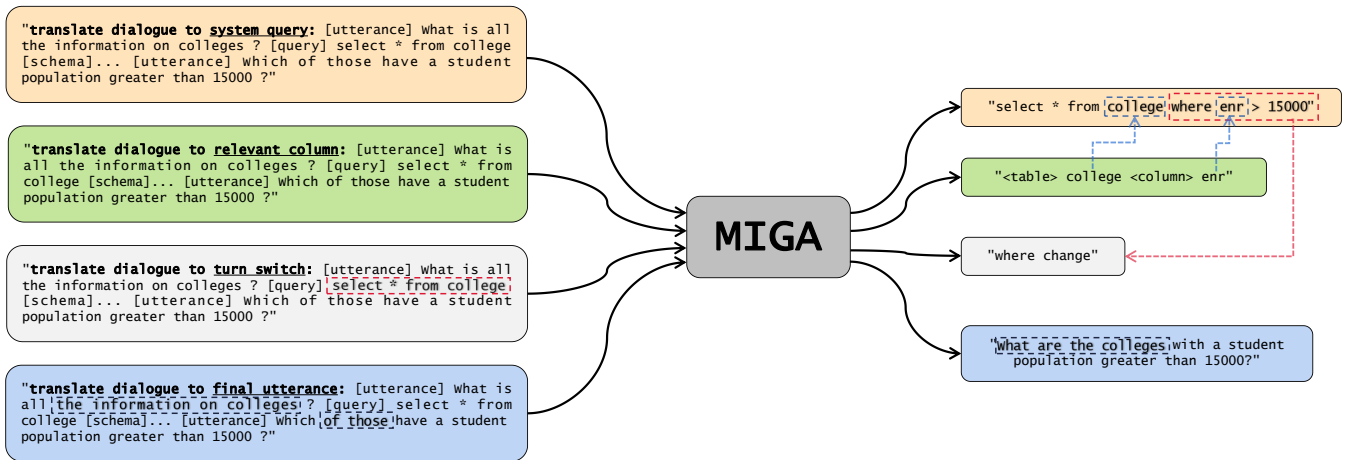 "translate dialogue to system query: [utterance] What is all
the information on colleges ? [query] select * from college
[schema]... [utterance] Which of those have a student
population greater than 15000 ?"
"translate dialogue to relevant column: [utterance] What is
all the information on colleges ? [query] select * from
college [schema]... [utterance] Which of those have a student
population greater than 15000 ?"
"translate dialogue to turn switch: [utterance] What is all
the information on colleges ? [query] select * from college
[schema]... [utterance] Which of those have a student
population greater than 15000 ?"
"translate dialogue to final utterance: [utterance] What is
all the information on colleges ? [query] select * from
college [schema]... [utterance] Which of those have a student
population greater than 15000 ?"
MIGA
"select * from college where enr > 15000"
"<table> college <column> enr"
"where change"
"What are the colleges with a student
population greater than 15000?"